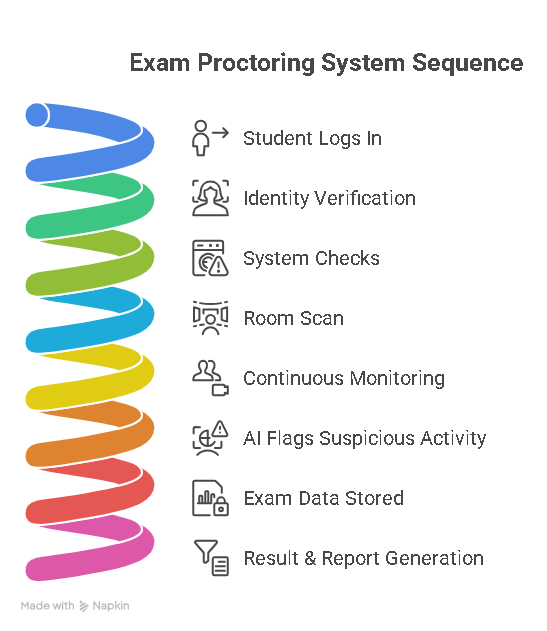 Exam Proctoring System Sequence
Student Logs In
Identity Verification
System Checks
Room Scan
Continuous Monitoring
AI Flags Suspicious Activity
Exam Data Stored
Result & Report Generation
Made with Napkin